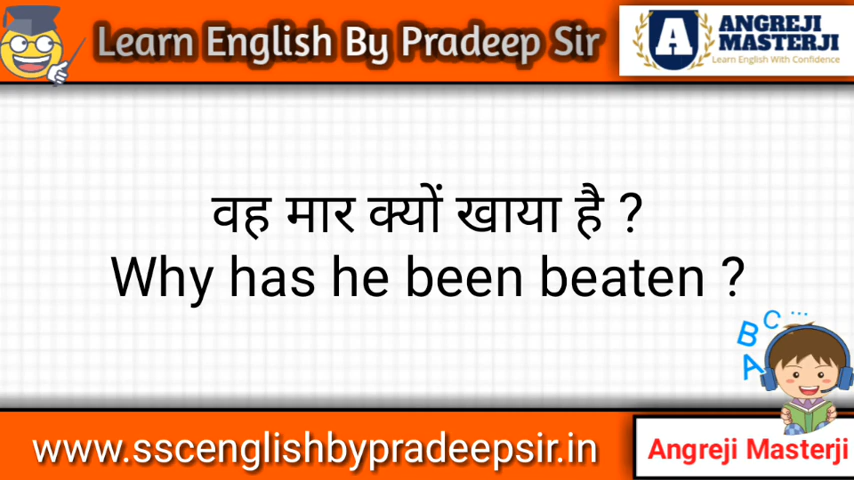 Learn English By Pradeep Sir
A
ANGREJI
MASTERJI
Learn English With Confidence
वह मार क्यों खाया है ?
Why has he been beaten ?
A B C ...
www.sscenglishbypradeepsir.in
Angreji Masterji